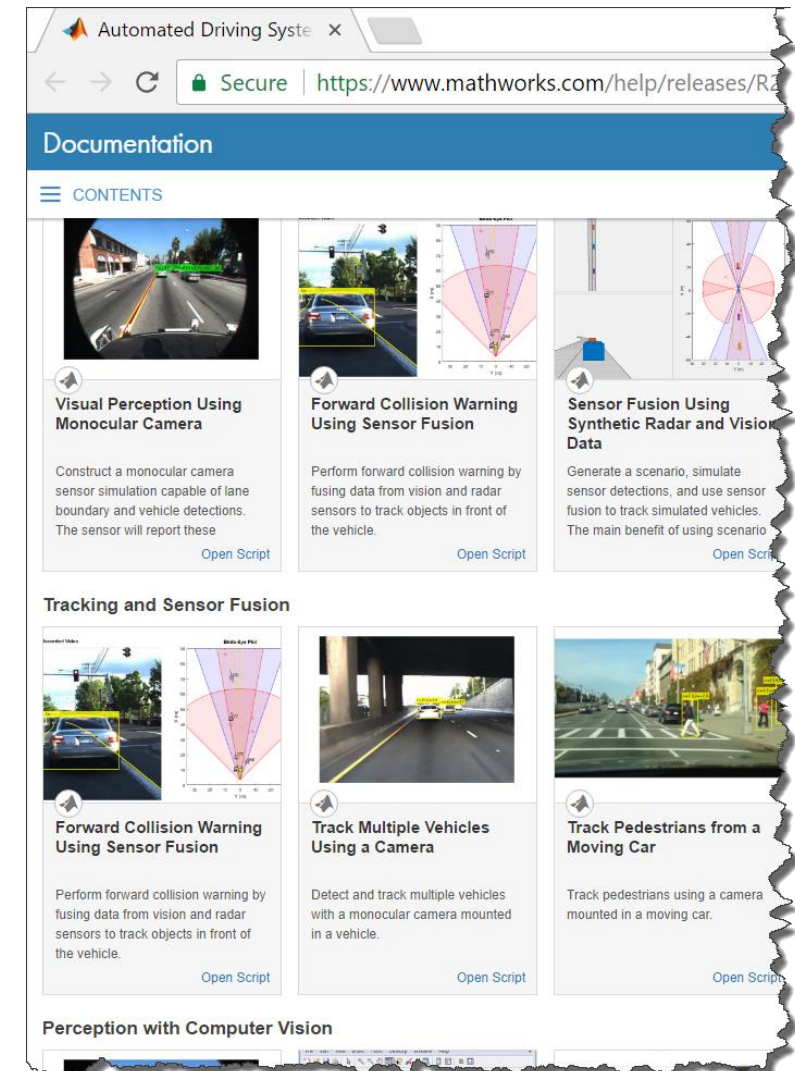 Automated Driving Syste
Secure https://www.mathworks.com/help/releases/R2
Documentation
CONTENTS
Visual Perception Using
Monocular Camera
Construct a monocular camera
sensor simulation capable of lane
boundary and vehicle detections.
The sensor will report these
Open Script
Forward Collision Warning
Using Sensor Fusion
Perform forward collision warning by
fusing data from vision and radar
sensors to track objects in front of
the vehicle.
Open Script
Sensor Fusion Using
Synthetic Radar and Vision
Data
Generate a scenario, simulate
sensor detections, and use sensor
fusion to track simulated vehicles.
The main benefit of using scenario
Open Scrip
Tracking and Sensor Fusion
Birds-Eye Plot
Forward Collision Warning
Using Sensor Fusion
Perform forward collision warning by
fusing data from vision and radar
sensors to track objects in front of
the vehicle.
Open Script
Track Multiple Vehicles
Using a Camera
Detect and track multiple vehicles
with a monocular camera mounted
in a vehicle.
Open Script
Track Pedestrians from a
Moving Car
Track pedestrians using a camera
mounted in a moving car.
Open Script
Perception with Computer Vision